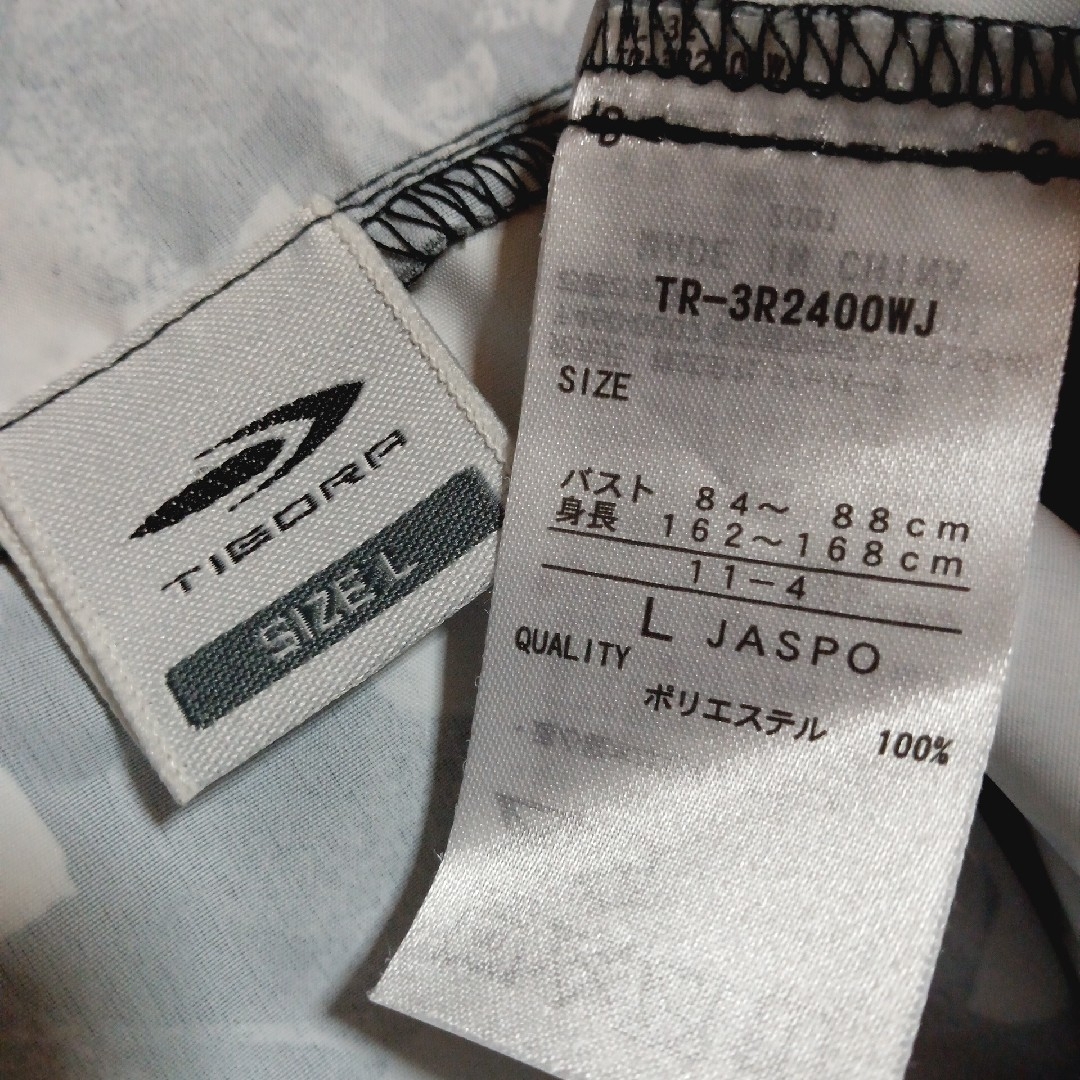 TIGORA
SIZE L
TR-3R2400WJ
SIZE
バスト 84〜 88cm
身長 162〜168cm
11-4
L JASPO
QUALITY
ポリエステル 100%